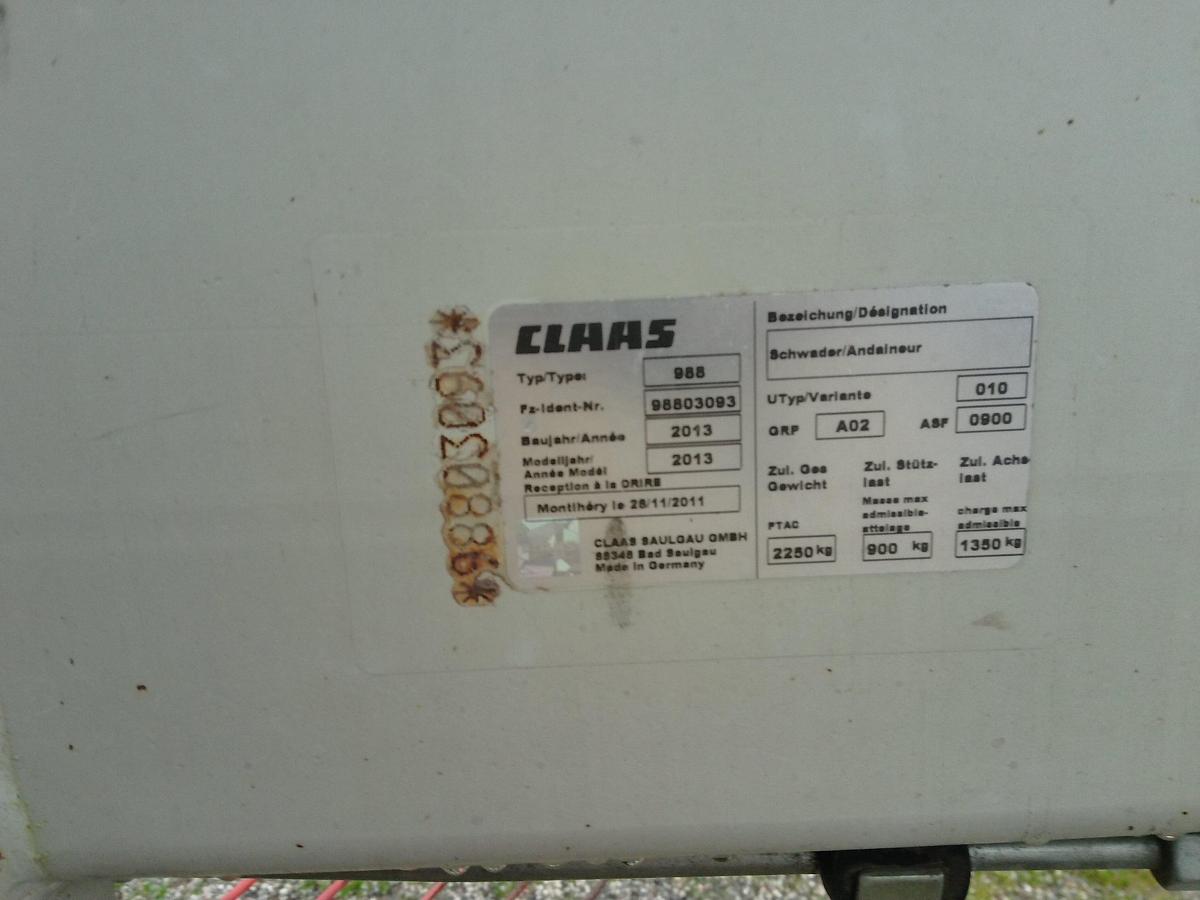 *98803093*
CLAAS
Typ/Type: 988
Fz-Ident-Nr. 98803093
Baujahr/Année 2013
Modelljahr/
Année Modèl 2013
Reception à la DRIRE
Montlhéry le 28/11/2011
CLAAS SAULGAU GMBH
88348 Bad Saulgau
Made in Germany
Bezeichung/Désignation
Schwader/Andaineur
UTyp/Variante 010
GRP A02 ASF 0900
Zul. Ges Gewicht
PTAC
2250 kg
Zul. Stütz-
last
Masse max
admissible-
attelage
900 kg
Zul. Achs-
last
charge max
admissible
1350 kg